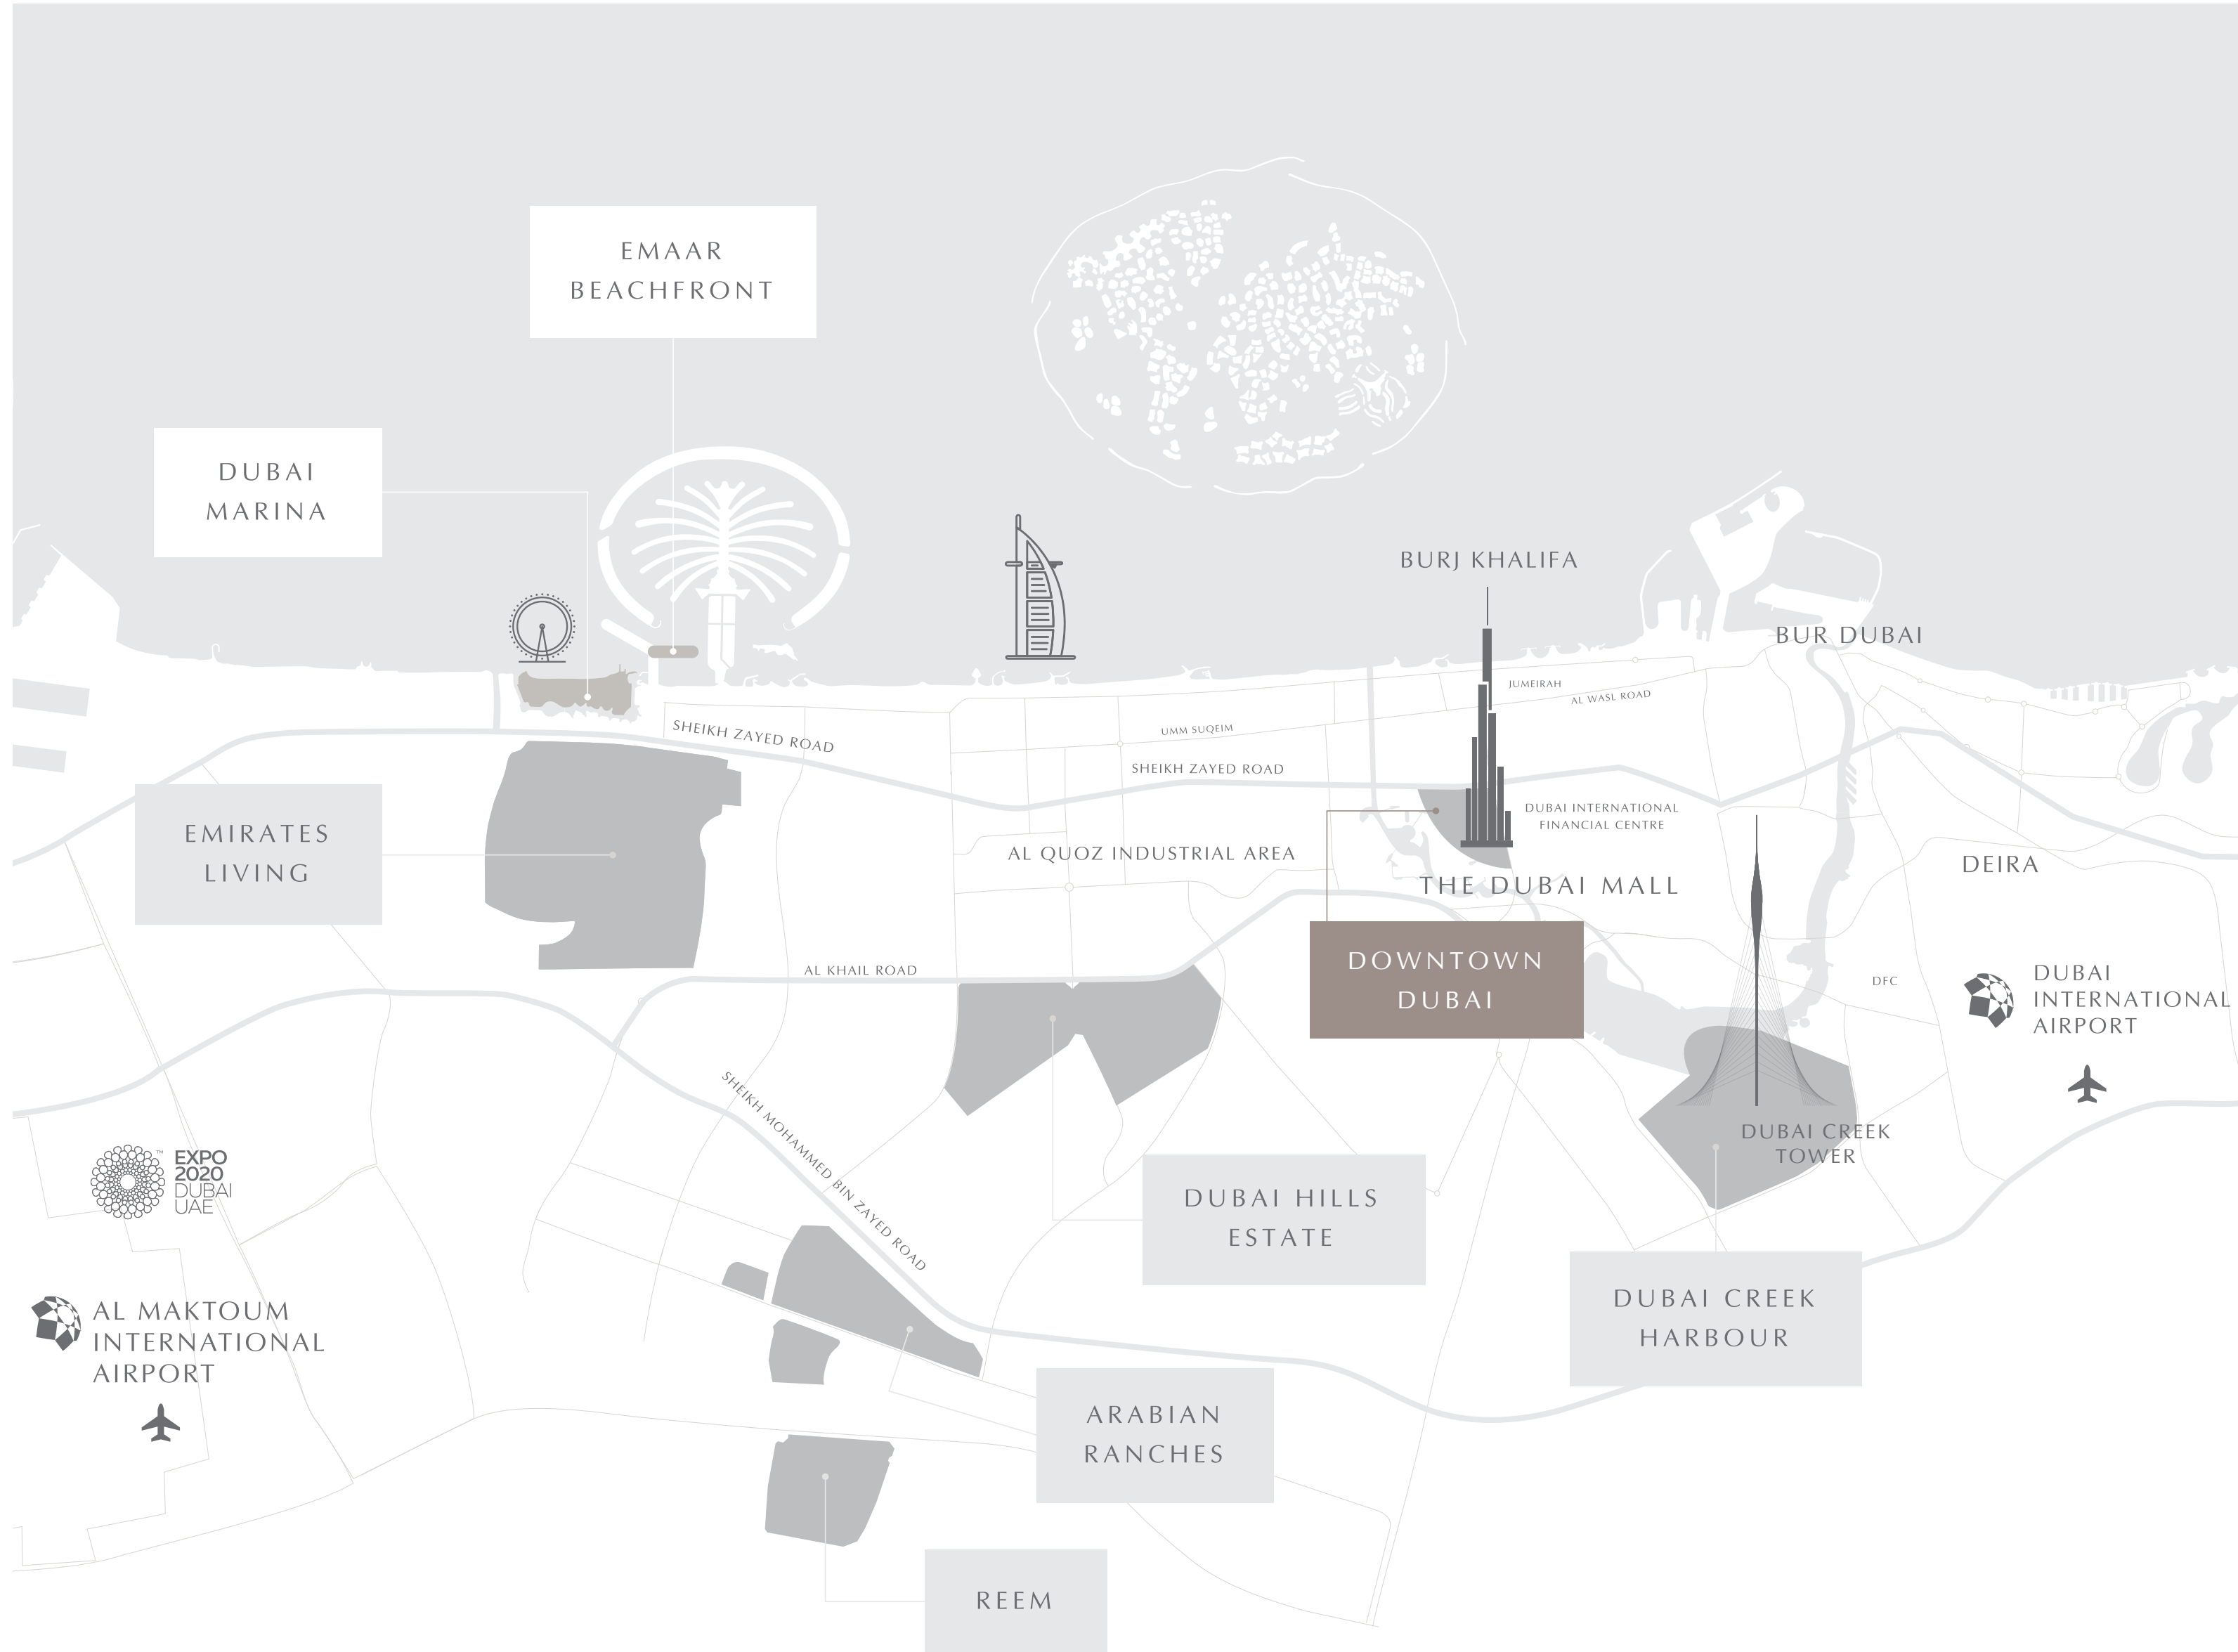 EMAAR
BEACHFRONT
DUBAI
MARINA
BURJ KHALIFA
BUR DUBAI
JUMEIRAH
AL WASL ROAD
SHEIKH ZAYED ROAD
UMM SUQEIM
SHEIKH ZAYED ROAD
DUBAI INTERNATIONAL
FINANCIAL CENTRE
EMIRATES
LIVING
AL QUOZ INDUSTRIAL AREA
DEIRA
THE DUBAI MALL
DOWNTOWN
DUBAI
AL KHAIL ROAD
DFC
DUBAI
INTERNATIONAL
AIRPORT
SHEIKH MOHAMMED BIN ZAYED ROAD
DUBAI CREEK
TOWER
EXPO
2020
DUBAI
UAE
™
DUBAI HILLS
ESTATE
DUBAI CREEK
HARBOUR
AL MAKTOUM
INTERNATIONAL
AIRPORT
ARABIAN
RANCHES
REEM